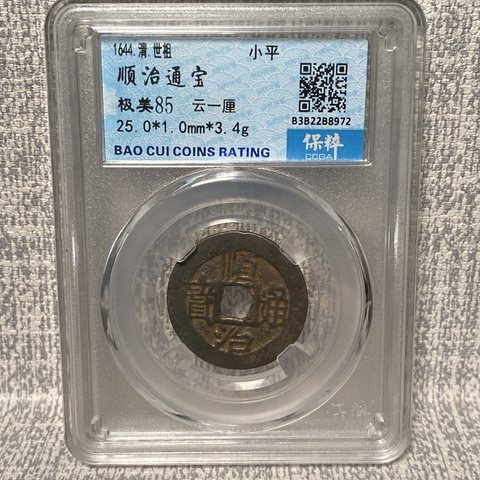 1644.清.世祖 小平
顺治通宝
极美85 云一厘
B3B22B8972
25.0*1.0mm*3.4g
保粹
CCGA
BAO CUI COINS RATING
順
寳 通
治